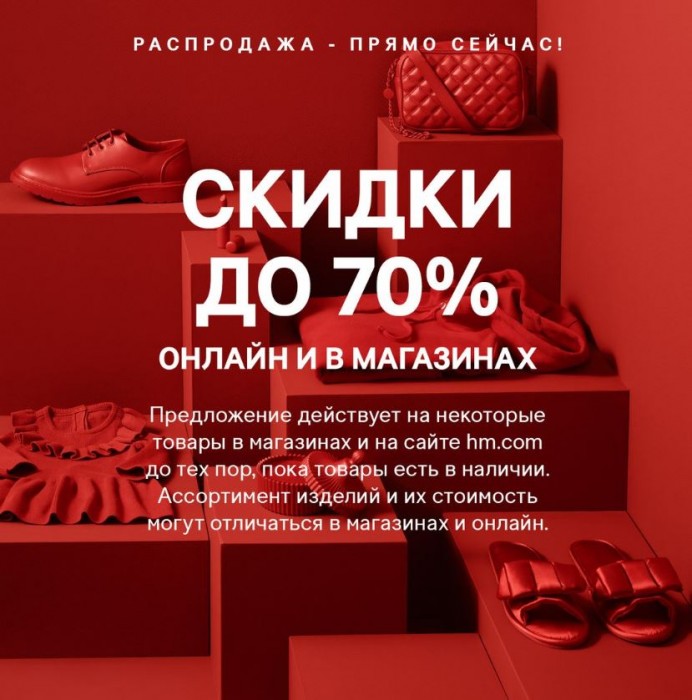 РАСПРОДАЖА - ПРЯМО СЕЙЧАС!
СКИДКИ
ДО 70%
ОНЛАЙН И В МАГАЗИНАХ
Предложение действует на некоторые
товары в магазинах и на сайте hm.com
до тех пор, пока товары есть в наличии.
Ассортимент изделий и их стоимость
могут отличаться в магазинах и онлайн.